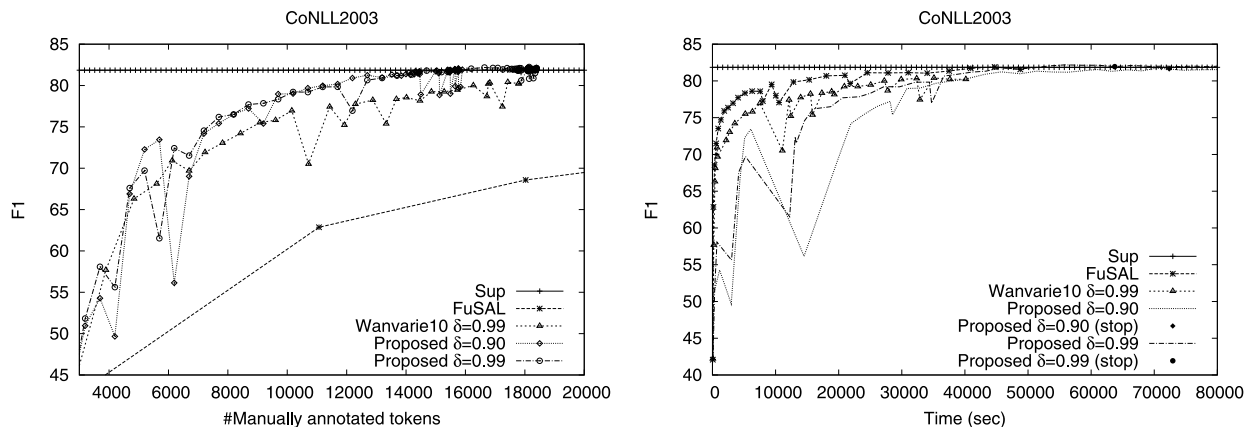 CoNLL2003
85
80
75
70
65
60
55
50
45
F1
4000 6000 8000 10000 12000 14000 16000 18000 20000
#Manually annotated tokens
Sup
FuSAL
Wanvarie10 δ=0.99
Proposed δ=0.90
Proposed δ=0.99
CoNLL2003
85
80
75
70
65
60
55
50
45
40
F1
0 10000 20000 30000 40000 50000 60000 70000 80000
Time (sec)
Sup
FuSAL
Wanvarie10 δ=0.99
Proposed δ=0.90
Proposed δ=0.90 (stop)
Proposed δ=0.99
Proposed δ=0.99 (stop)